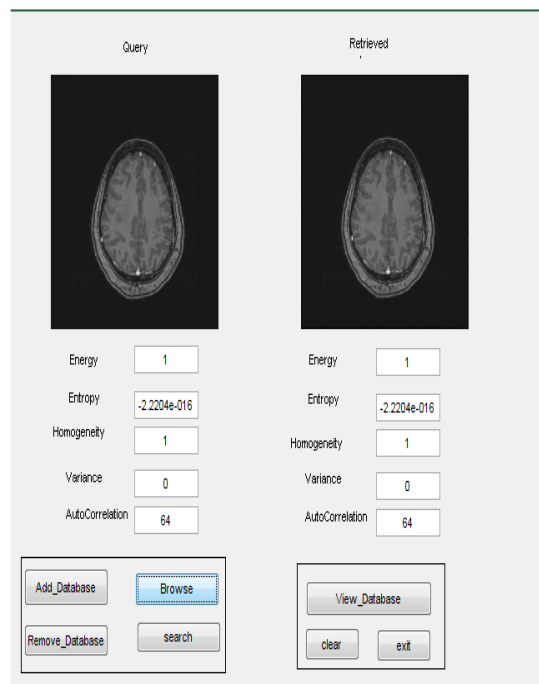 Query
Retrieved
Energy 1
Entropy -2.2204e-016
Homogeneity 1
Variance 0
AutoCorrelation 64
Energy 1
Entropy -2.2204e-016
Homogeneity 1
Variance 0
AutoCorrelation 64
Add_Database Browse
Remove_Database search
View_Database
clear exit